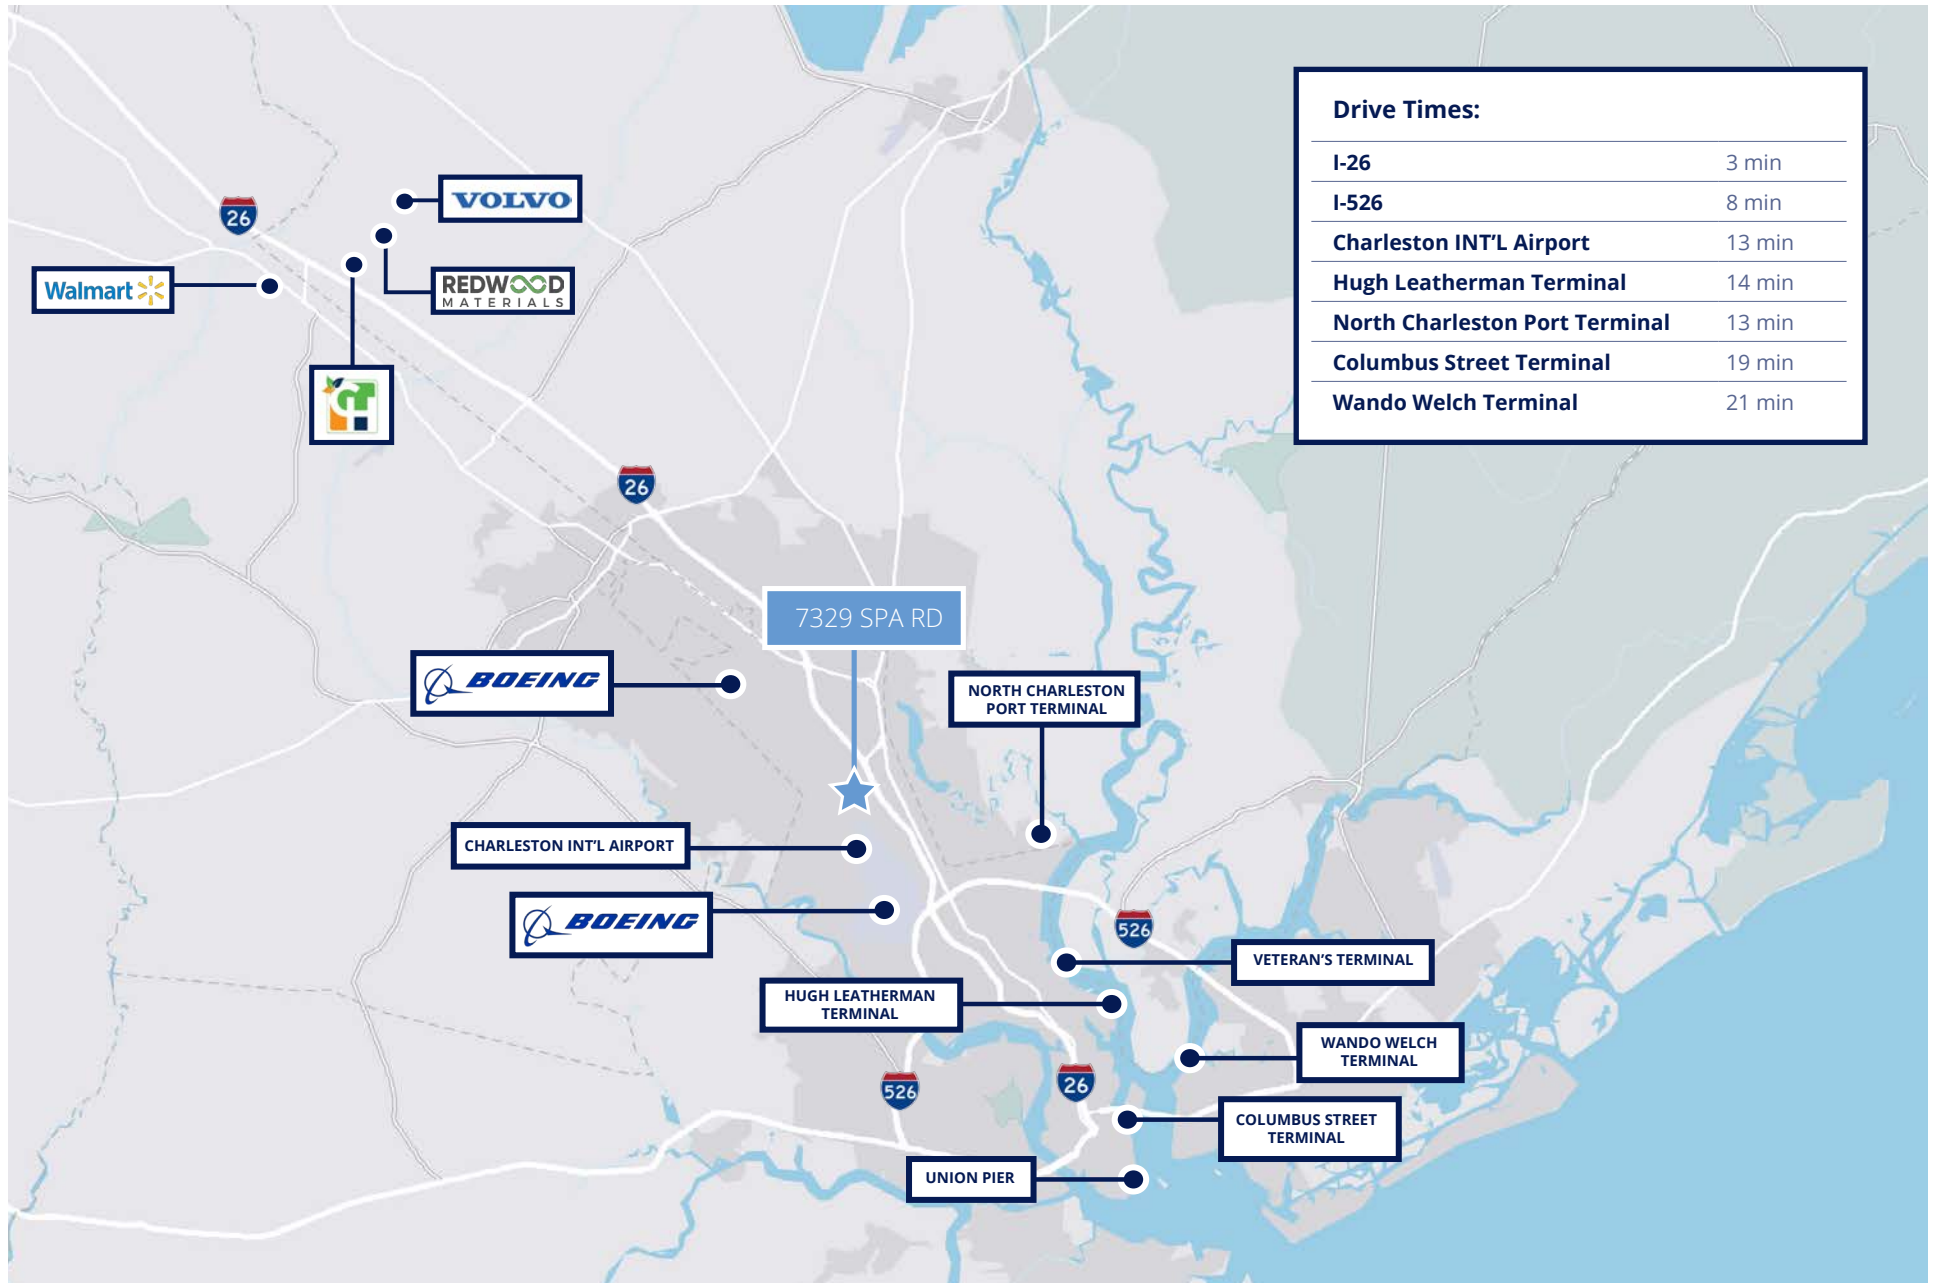 Drive Times:
I-26 3 min
I-526 8 min
Charleston INT'L Airport 13 min
Hugh Leatherman Terminal 14 min
North Charleston Port Terminal 13 min
Columbus Street Terminal 19 min
Wando Welch Terminal 21 min
VOLVO
26
REDWOOD
MATERIALS
Walmart
GH
26
7329 SPA RD
BOEING
NORTH CHARLESTON
PORT TERMINAL
CHARLESTON INT'L AIRPORT
BOEING
526
VETERAN'S TERMINAL
HUGH LEATHERMAN
TERMINAL
WANDO WELCH
TERMINAL
526
26
COLUMBUS STREET
TERMINAL
UNION PIER